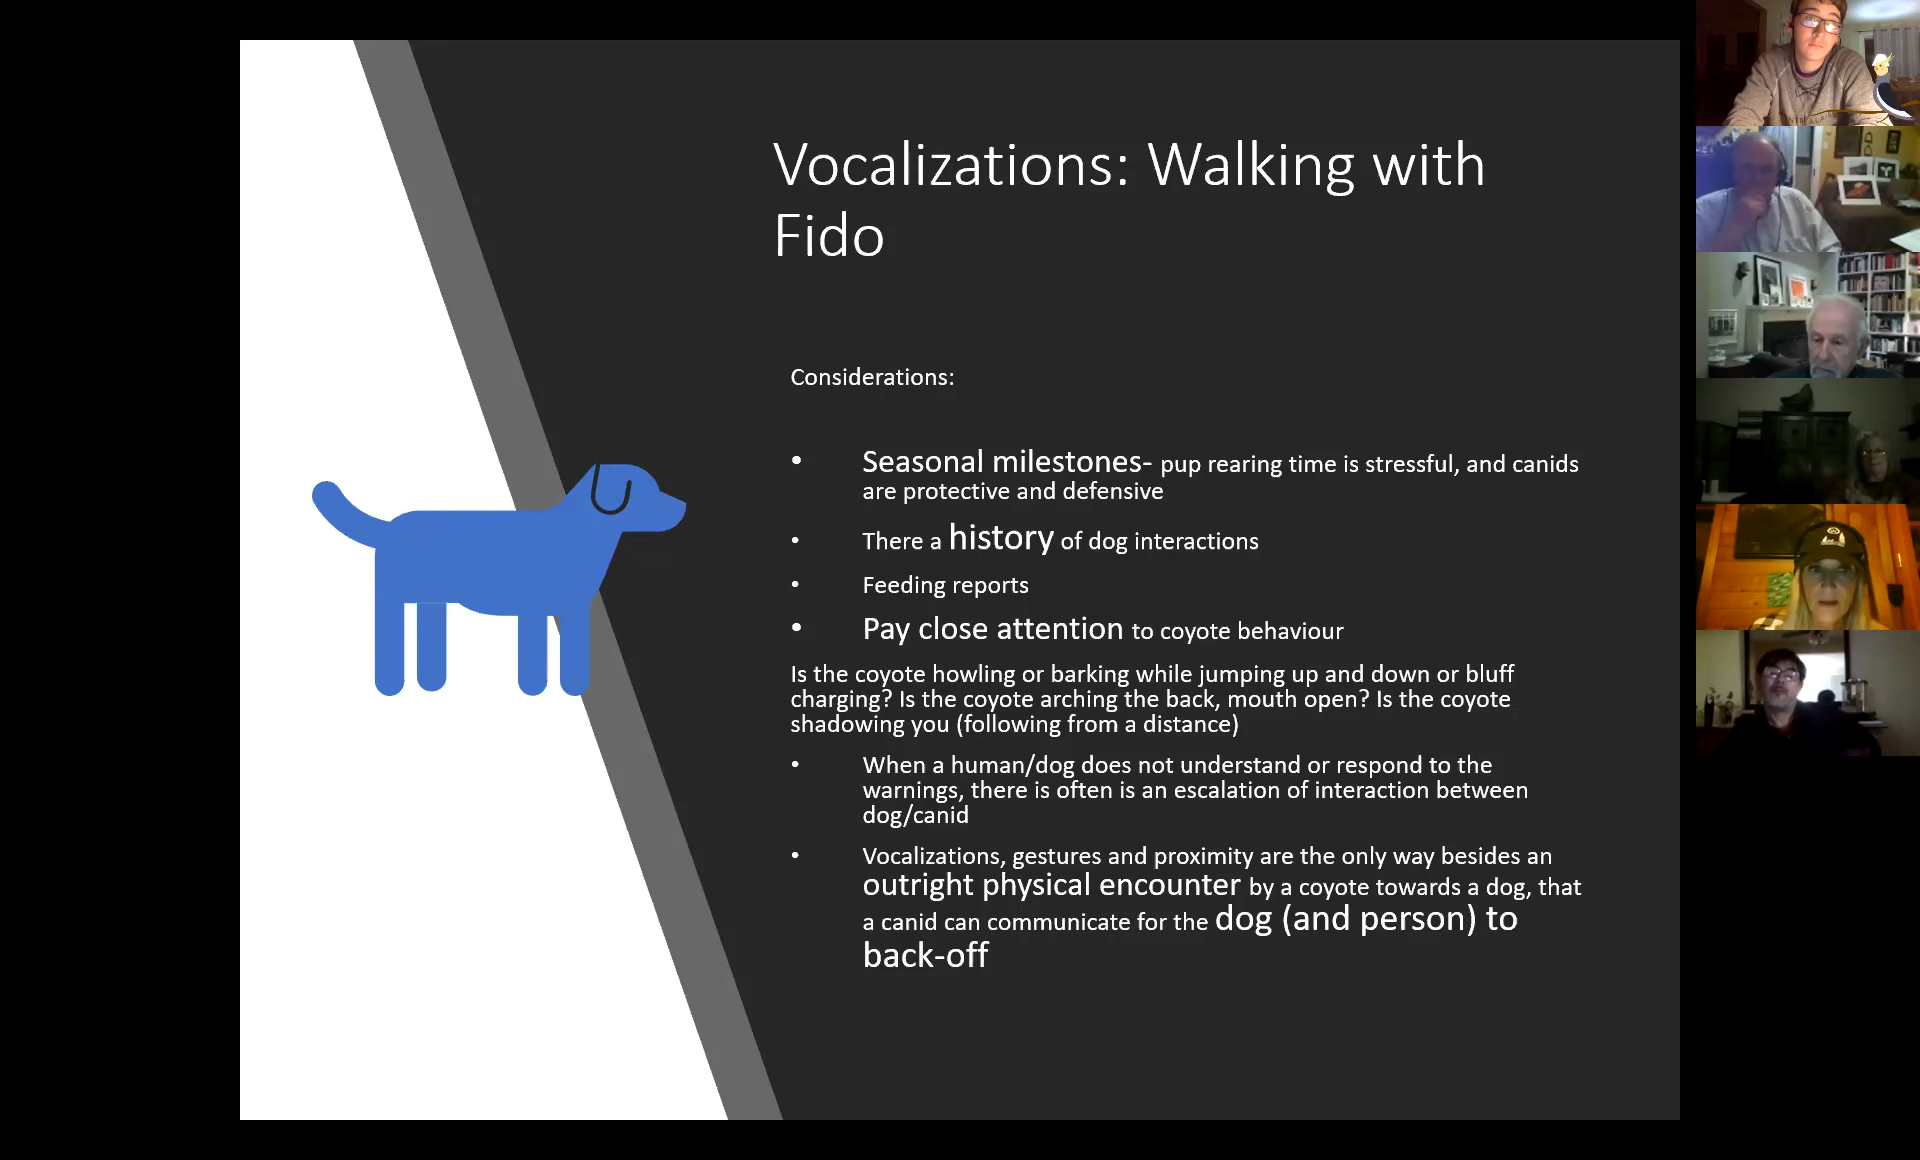 Vocalizations: Walking with
Fido
Considerations:
• Seasonal milestones- pup rearing time is stressful, and canids
are protective and defensive
• There a history of dog interactions
• Feeding reports
• Pay close attention to coyote behaviour
Is the coyote howling or barking while jumping up and down or bluff
charging? Is the coyote arching the back, mouth open? Is the coyote
shadowing you (following from a distance)
• When a human/dog does not understand or respond to the
warnings, there is often is an escalation of interaction between
dog/canid
• Vocalizations, gestures and proximity are the only way besides an
outright physical encounter by a coyote towards a dog, that
a canid can communicate for the dog (and person) to
back-off